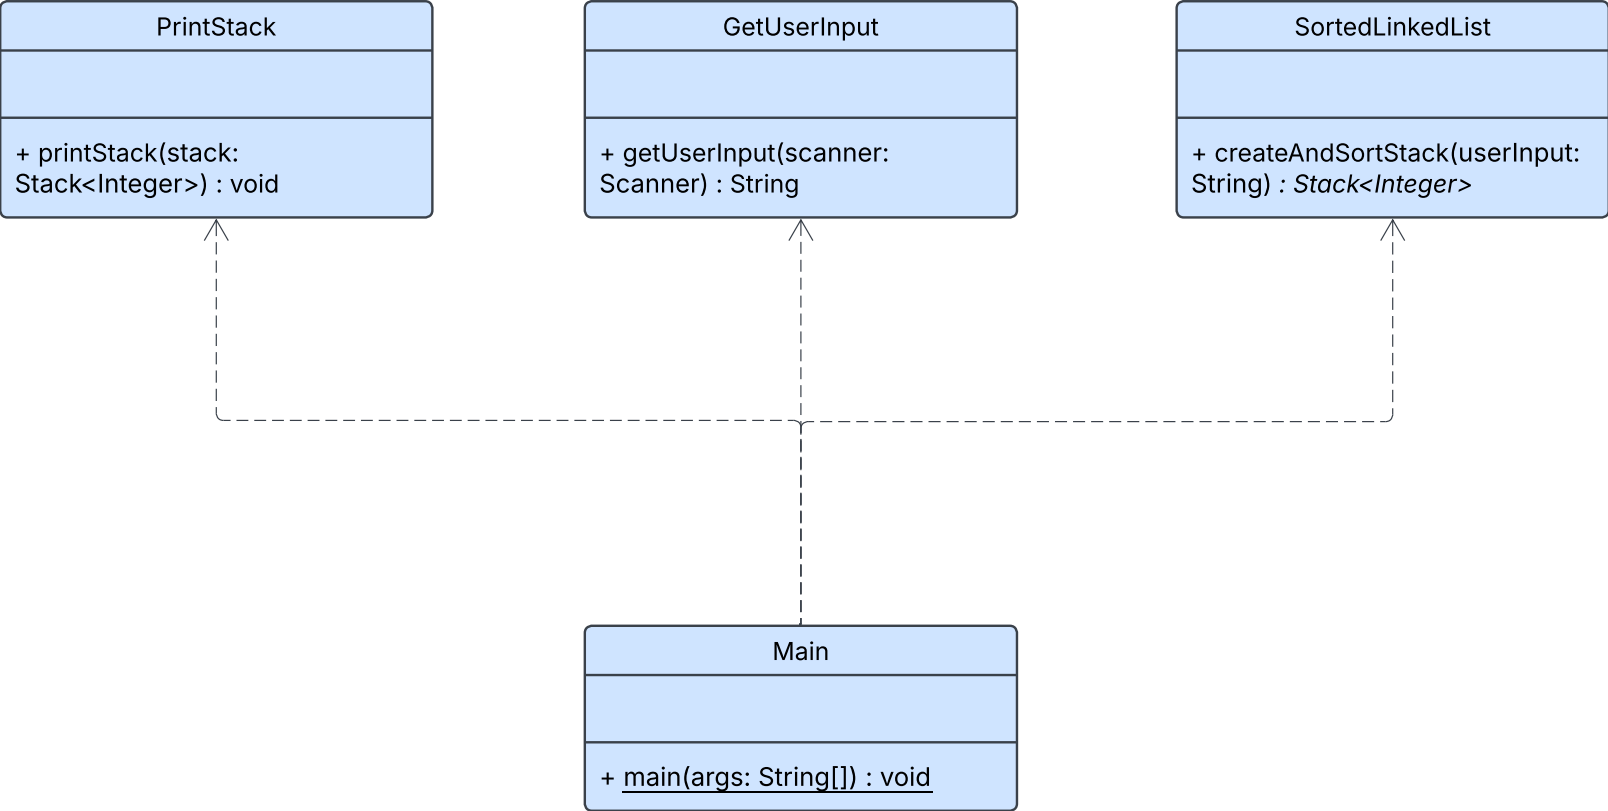 PrintStack
+ printStack(stack:
Stack<Integer>) : void
GetUserInput
+ getUserInput(scanner:
Scanner) : String
SortedLinkedList
+ createAndSortStack(userInput:
String) : Stack<Integer>
Main
+ main(args: String[]) : void